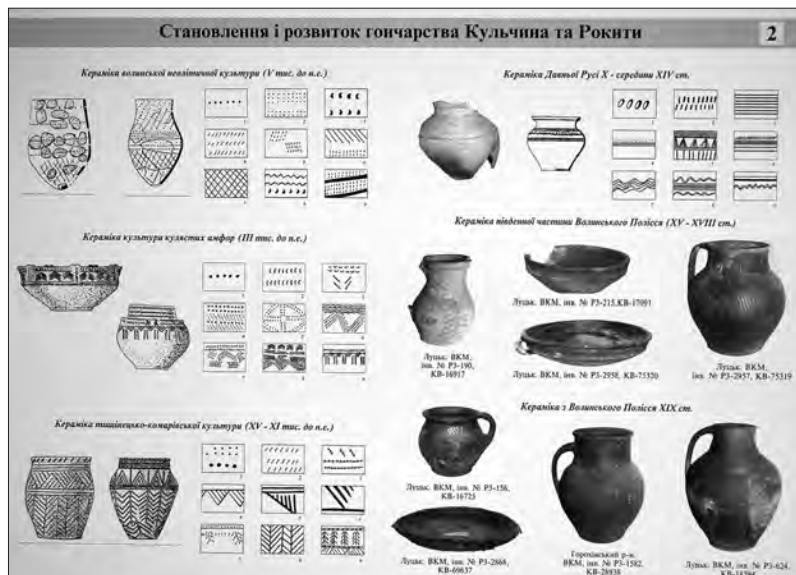 Становлення і розвиток гончарства Кульчина та Рокити
2
Кераміка волинської неолітичної культури (V тис. до н.е.)
Кераміка культури кулястих амфор (III тис. до н.е.)
Кераміка тщінецько-комарівської культури (XV - XI тис. до н.е.)
Кераміка Давньої Русі X - середини XIV ст.
Кераміка південної частини Волинського Полісся (XV - XVIII ст.)
Луцьк. ВКМ,
інв. № РЗ-190,
КВ-16917
Луцьк. ВКМ, інв. № РЗ-215, КВ-17091
Луцьк. ВКМ, інв. № РЗ-2958, КВ-75320
Луцьк. ВКМ,
інв. № РЗ-2957, КВ-75319
Кераміка з Волинського Полісся XIX ст.
Луцьк. ВКМ, інв. № РЗ-156,
КВ-16725
Луцьк. ВКМ, інв. № РЗ-2868,
КВ-69637
Горохівський р-н.
ВКМ, інв. № РЗ-1582,
КВ-28938
Луцьк. ВКМ, інв. № РЗ-624,